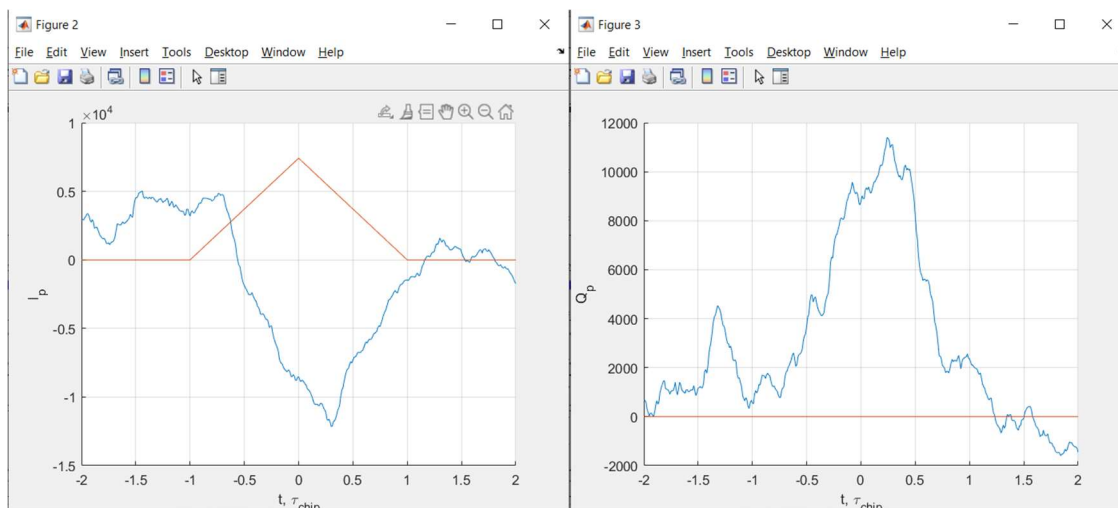 Figure 2
File Edit View Insert Tools Desktop Window Help
×10⁴
1
0.5
0
-0.5
-1
-1.5
I_p
-2 -1.5 -1 -0.5 0 0.5 1 1.5 2
t, τ_chip
Figure 3
File Edit View Insert Tools Desktop Window Help
12000
10000
8000
6000
4000
2000
0
-2000
Q_p
-2 -1.5 -1 -0.5 0 0.5 1 1.5 2
t, τ_chip